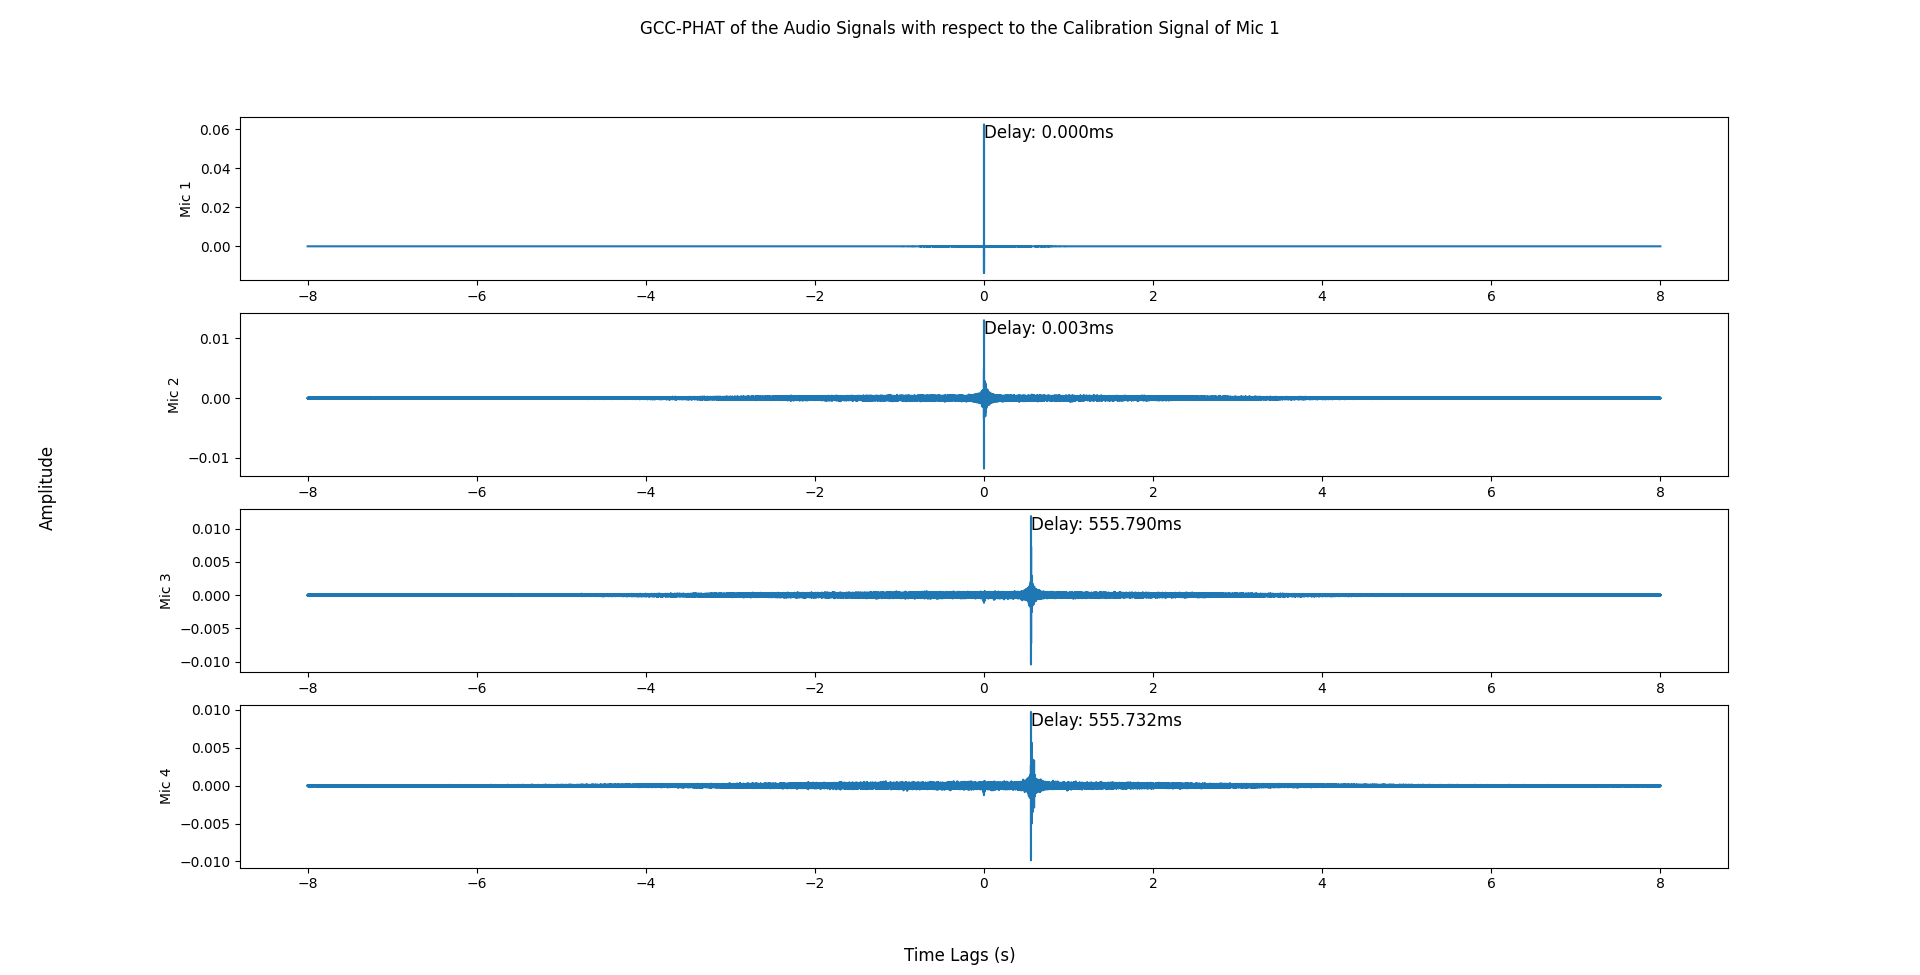 GCC-PHAT of the Audio Signals with respect to the Calibration Signal of Mic 1
Delay: 0.000ms
0.06
0.04
0.02
0.00
Mic 1
−8 −6 −4 −2 0 2 4 6 8
Delay: 0.003ms
0.01
0.00
−0.01
Mic 2
−8 −6 −4 −2 0 2 4 6 8
Delay: 555.790ms
0.010
0.005
0.000
−0.005
−0.010
Mic 3
−8 −6 −4 −2 0 2 4 6 8
Delay: 555.732ms
0.010
0.005
0.000
−0.005
−0.010
Mic 4
−8 −6 −4 −2 0 2 4 6 8
Amplitude
Time Lags (s)